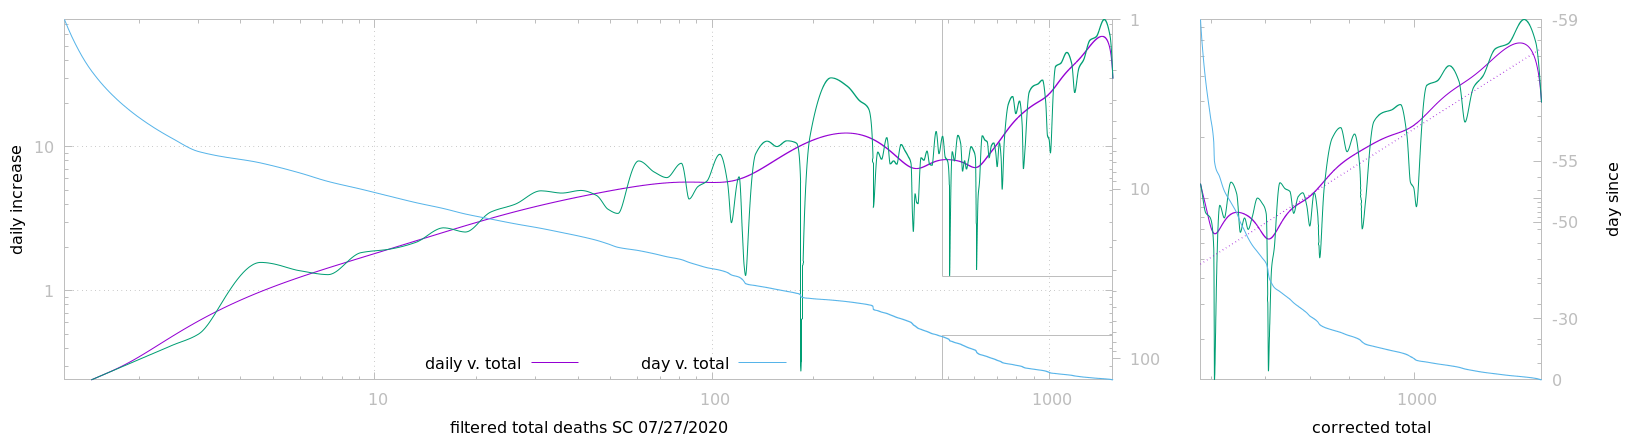 daily increase
10
1
daily v. total
day v. total
10
100
1000
filtered total deaths SC 07/27/2020
1
10
100
1000
corrected total
-59
-55
-50
-30
0
day since